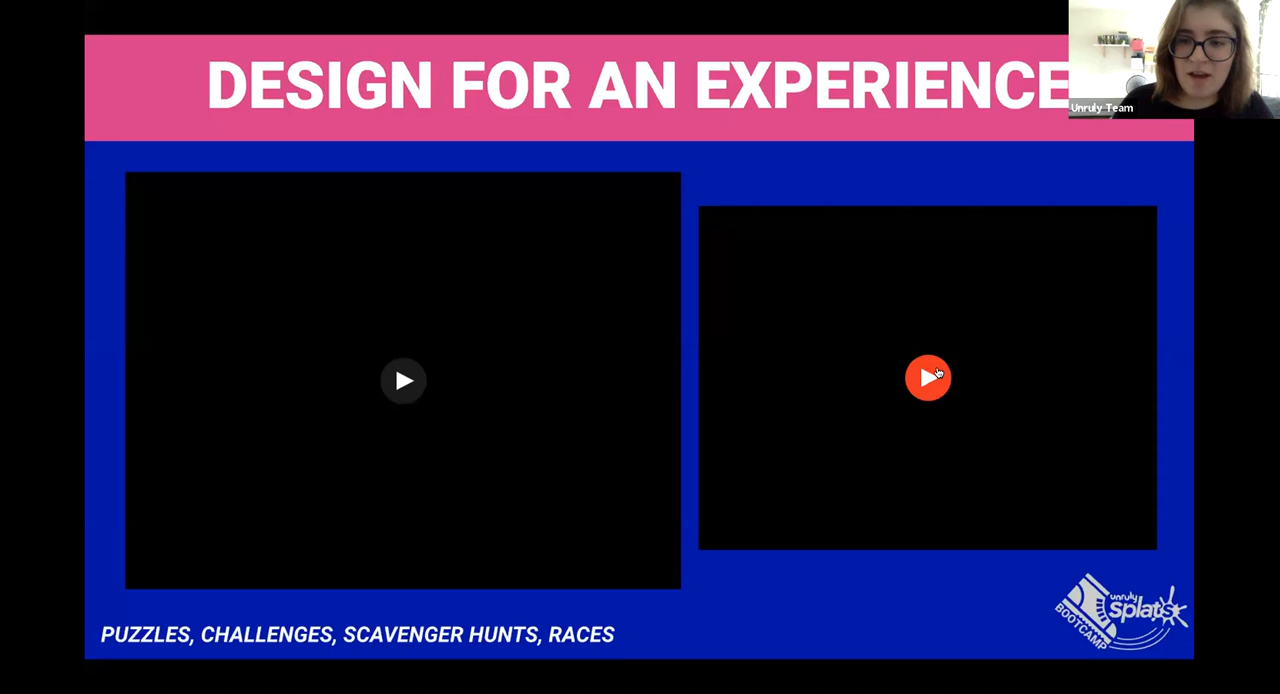 DESIGN FOR AN EXPERIENCE
Unruly Team
PUZZLES, CHALLENGES, SCAVENGER HUNTS, RACES
unruly
splats
BOOTCAMP